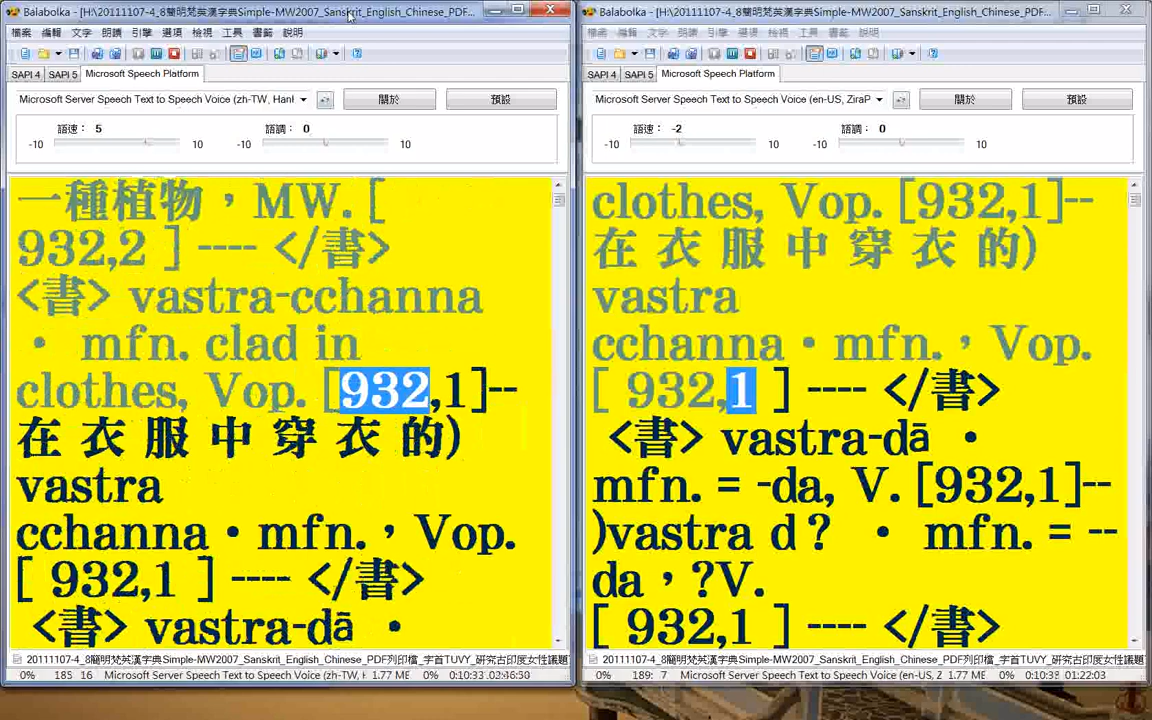 Balabolka - [H:\20111107-4_8簡明梵英漢字典Simple-MW2007_Sanskrit_English_Chinese_PDF...
檔案 編輯 文字 朗讀 引擎 選項 檢視 工具 書籤 說明
SAPI 4 SAPI 5 Microsoft Speech Platform
Microsoft Server Speech Text to Speech Voice (zh-TW, Hanl 關於 預設
語速： 5 語調： 0
-10 10 -10 10
一種植物，MW. [
932,2 ] ---- </書>
<書> vastra-cchanna
• mfn. clad in
clothes, Vop. [932,1]--
在 衣 服 中 穿 衣 的)
vastra
cchanna • mfn.，Vop.
[ 932,1 ] ---- </書>
<書> vastra-dā •
20111107-4_8簡明梵英漢字典Simple-MW2007_Sanskrit_English_Chinese_PDF列印檔_字首TUVY_研究古印度女性議題
0% 185: 16 Microsoft Server Speech Text to Speech Voice (zh-TW, H 1.77 ME 0% 0:10:33
Balabolka - [H:\20111107-4_8簡明梵英漢字典Simple-MW2007_Sanskrit_English_Chinese_PDF...
檔案 編輯 文字 朗讀 引擎 選項 檢視 工具 書籤 說明
SAPI 4 SAPI 5 Microsoft Speech Platform
Microsoft Server Speech Text to Speech Voice (en-US, ZiraP 關於 預設
語速： -2 語調： 0
-10 10 -10 10
clothes, Vop. [932,1]--
在 衣 服 中 穿 衣 的)
vastra
cchanna • mfn.，Vop.
[ 932,1 ] ---- </書>
<書> vastra-dā •
mfn. = -da, V. [932,1]--
)vastra d？ • mfn. = --
da，?V.
[ 932,1 ] ---- </書>
20111107-4_8簡明梵英漢字典Simple-MW2007_Sanskrit_English_Chinese_PDF列印檔_字首TUVY_研究古印度女性議題
0% 189: 7 Microsoft Server Speech Text to Speech Voice (en-US, Z 1.77 ME 0% 01:22:03